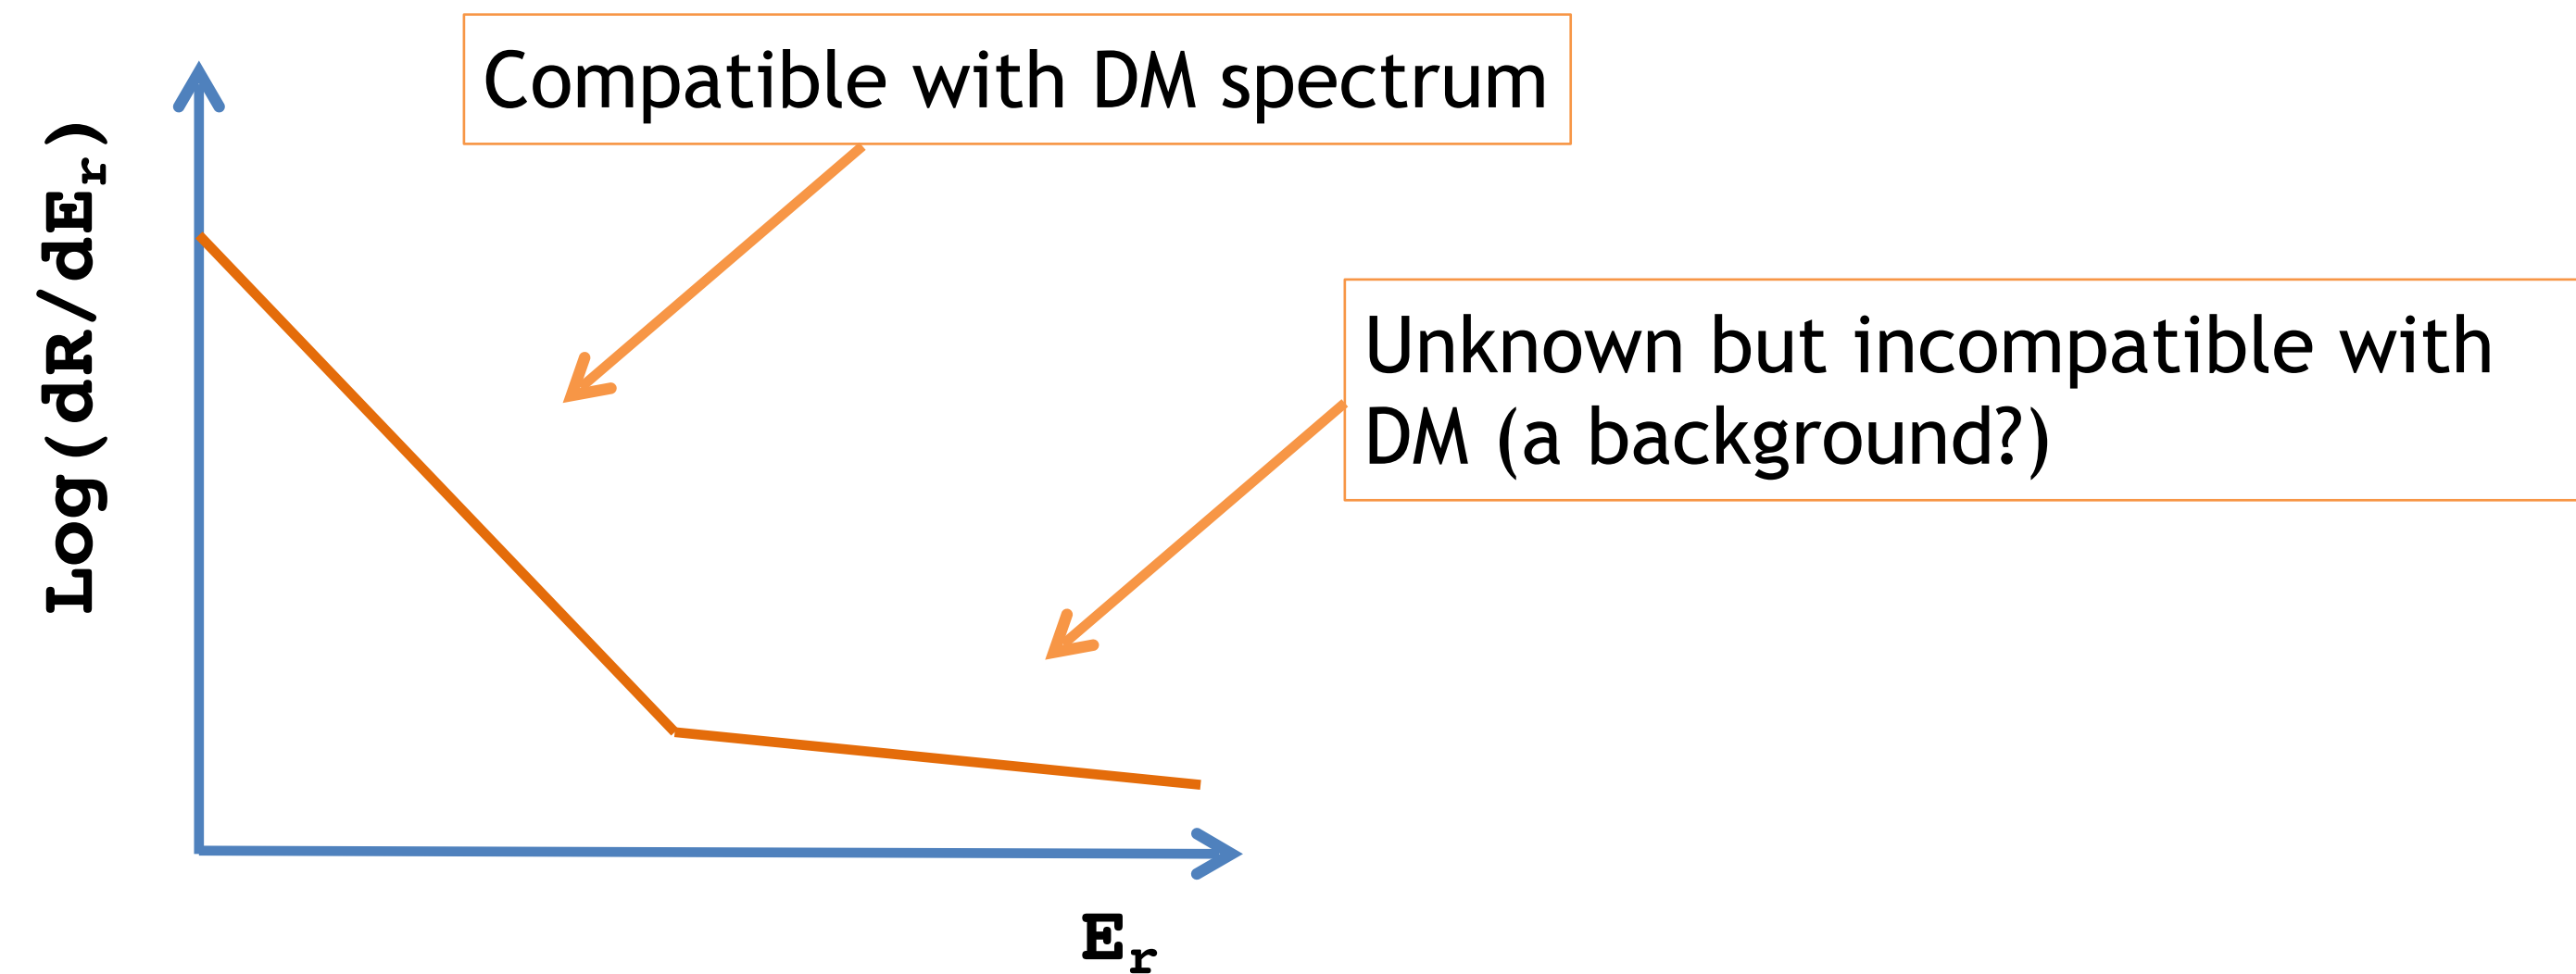 Compatible with DM spectrum
Log(dR/dEr)
Unknown but incompatible with
DM (a background?)
Er